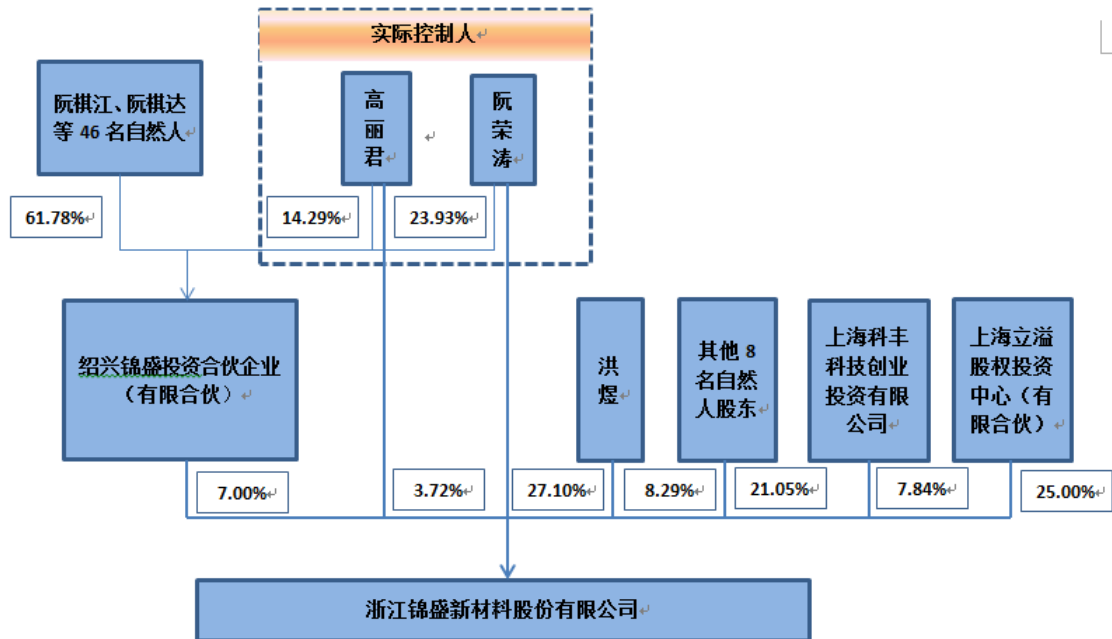 实际控制人
阮棋江、阮棋达
等 46 名自然人
高
丽
君
阮
荣
涛
61.78%
14.29%
23.93%
绍兴锦盛投资合伙企业
（有限合伙）
洪
煜
其他 8
名自然
人股东
上海科丰
科技创业
投资有限
公司
上海立溢
股权投资
中心（有
限合伙）
7.00%
3.72%
27.10%
8.29%
21.05%
7.84%
25.00%
浙江锦盛新材料股份有限公司